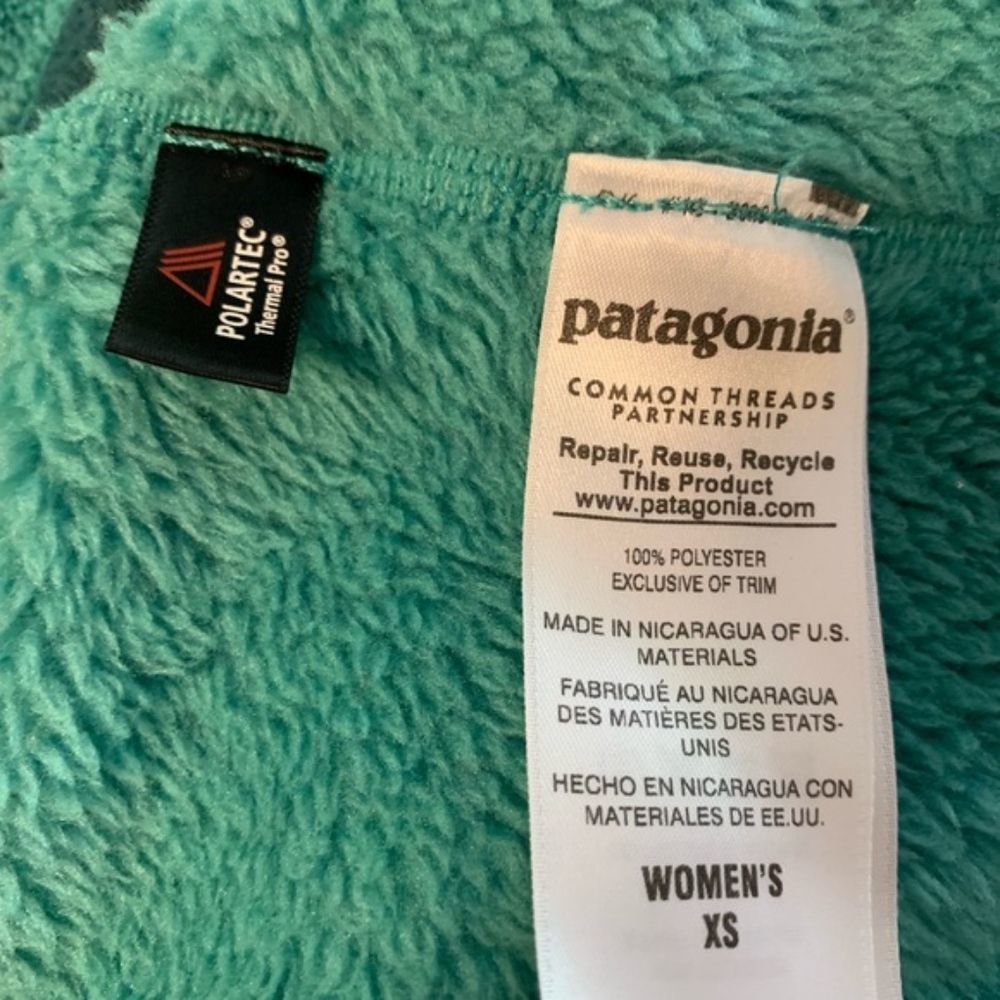 POLARTEC®
Thermal Pro®
patagonia®
COMMON THREADS
PARTNERSHIP
Repair, Reuse, Recycle
This Product
www.patagonia.com
100% POLYESTER
EXCLUSIVE OF TRIM
MADE IN NICARAGUA OF U.S.
MATERIALS
FABRIQUÉ AU NICARAGUA
DES MATIÈRES DES ETATS-
UNIS
HECHO EN NICARAGUA CON
MATERIALES DE EE.UU.
WOMEN'S
XS